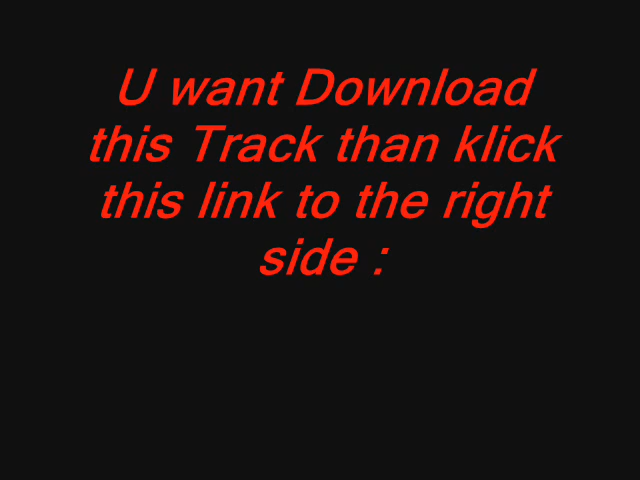 U want Download
this Track than klick
this link to the right
side :